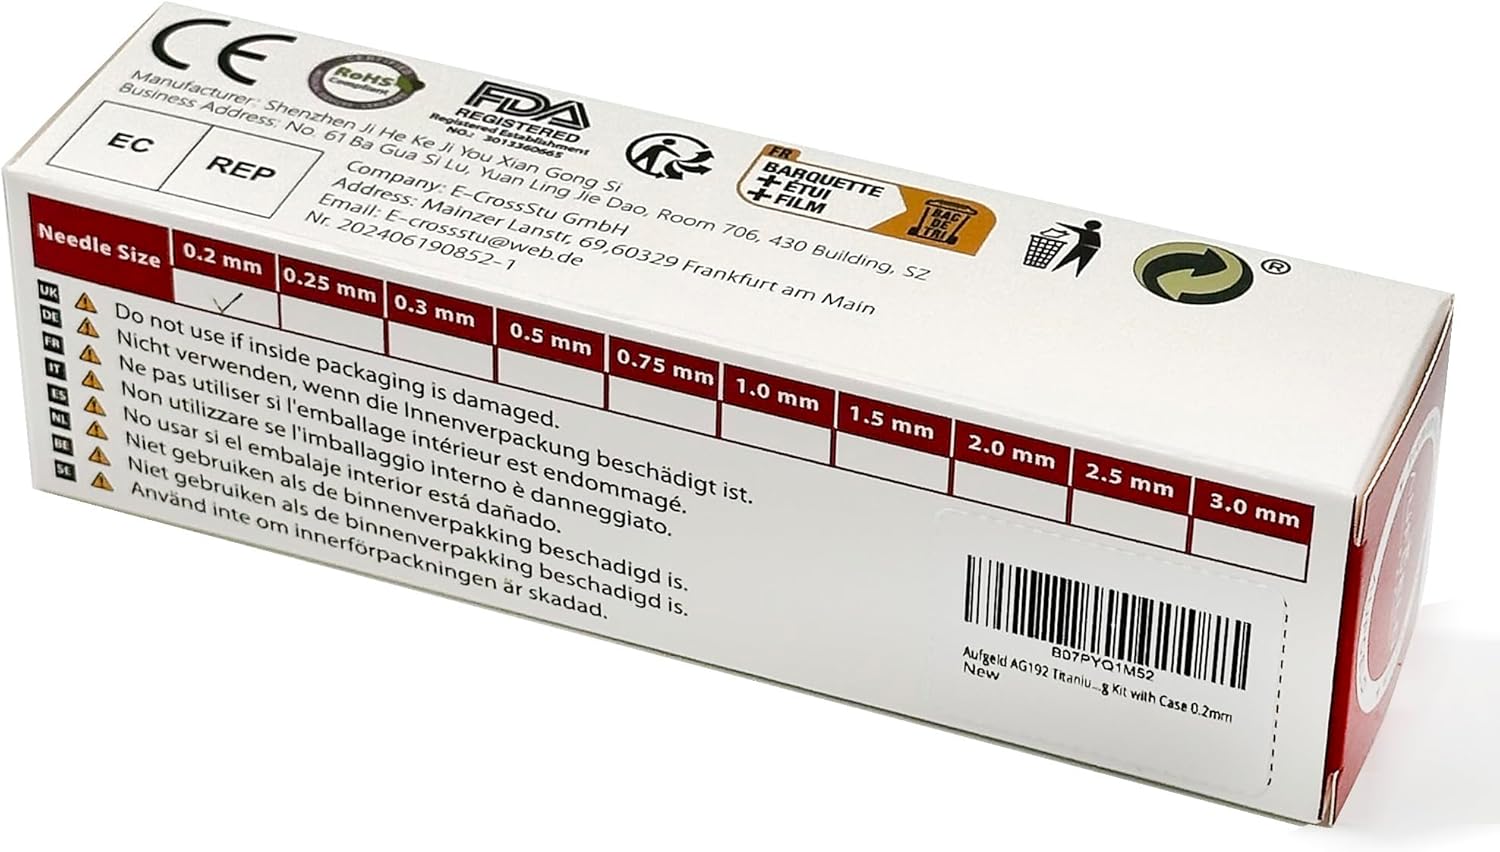 CE
CERTIFIED
RoHS
Compliant
FDA
REGISTERED
Registered Establishment
NO.: 3013360665
FR
BARQUETTE
+ ÉTUI
+ FILM
BAC
DE
TRI
®
Manufacturer: Shenzhen Ji He Ke Ji You Xian Gong Si
Business Address: No. 61 Ba Gua Si Lu, Yuan Ling Jie Dao, Room 706, 430 Building, SZ
EC REP
Company: E-CrossStu GmbH
Address: Mainzer Lanstr, 69,60329 Frankfurt am Main
Email: E-crossstu@web.de
Nr. 202406190852-1
Needle Size 0.2 mm 0.25 mm 0.3 mm 0.5 mm 0.75 mm 1.0 mm 1.5 mm 2.0 mm 2.5 mm 3.0 mm
UK Do not use if inside packaging is damaged.
DE Nicht verwenden, wenn die Innenverpackung beschädigt ist.
FR Ne pas utiliser si l'emballage intérieur est endommagé.
IT Non utilizzare se l'imballaggio interno è danneggiato.
ES No usar si el embalaje interior está dañado.
NL Niet gebruiken als de binnenverpakking beschadigd is.
BE Niet gebruiken als de binnenverpakking beschadigd is.
SE Använd inte om innerförpackningen är skadad.
B07PYQ1M52
Aufgeld AG192 Titaniu...g Kit with Case 0.2mm
New